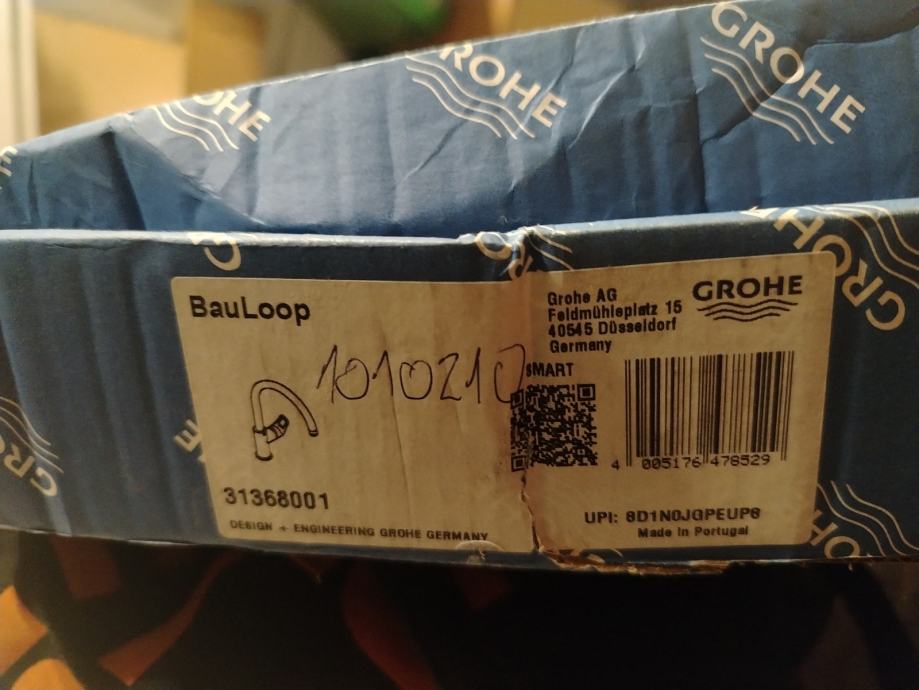 GROHE
GROHE
GROHE
GROHE
BauLoop
1010210
31368001
DESIGN + ENGINEERING GROHE GERMANY
Grohe AG
Feldmühleplatz 15
40545 Düsseldorf
Germany
GROHE
SMART
4 005176 478529
UPI: 8D1N0JGPEUP8
Made in Portugal